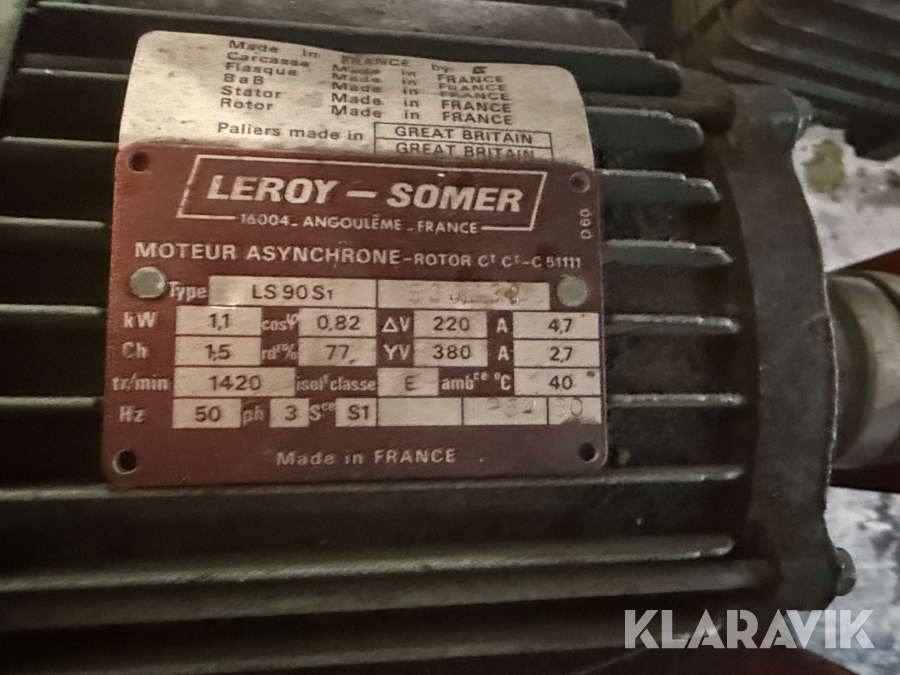 Made in FRANCE by
Carcasse Made in FRANCE
Flasque Made in FRANCE
BaB Made in FRANCE
Stator Made in FRANCE
Rotor Made in FRANCE
Paliers made in GREAT BRITAIN
GREAT BRITAIN
LEROY-SOMER
16004_ANGOULÊME_FRANCE
D60
MOTEUR ASYNCHRONE-ROTOR Ct Ct-C 51111
Type LS 90 S1
kW 1,1 cosφ 0,82 ΔV 220 A 4,7
Ch 1,5 rdt% 77 YV 380 A 2,7
tr/min 1420 isolt classe E ambce °C 40
Hz 50 ph 3 Sce S1
Made in FRANCE
KLARAVIK